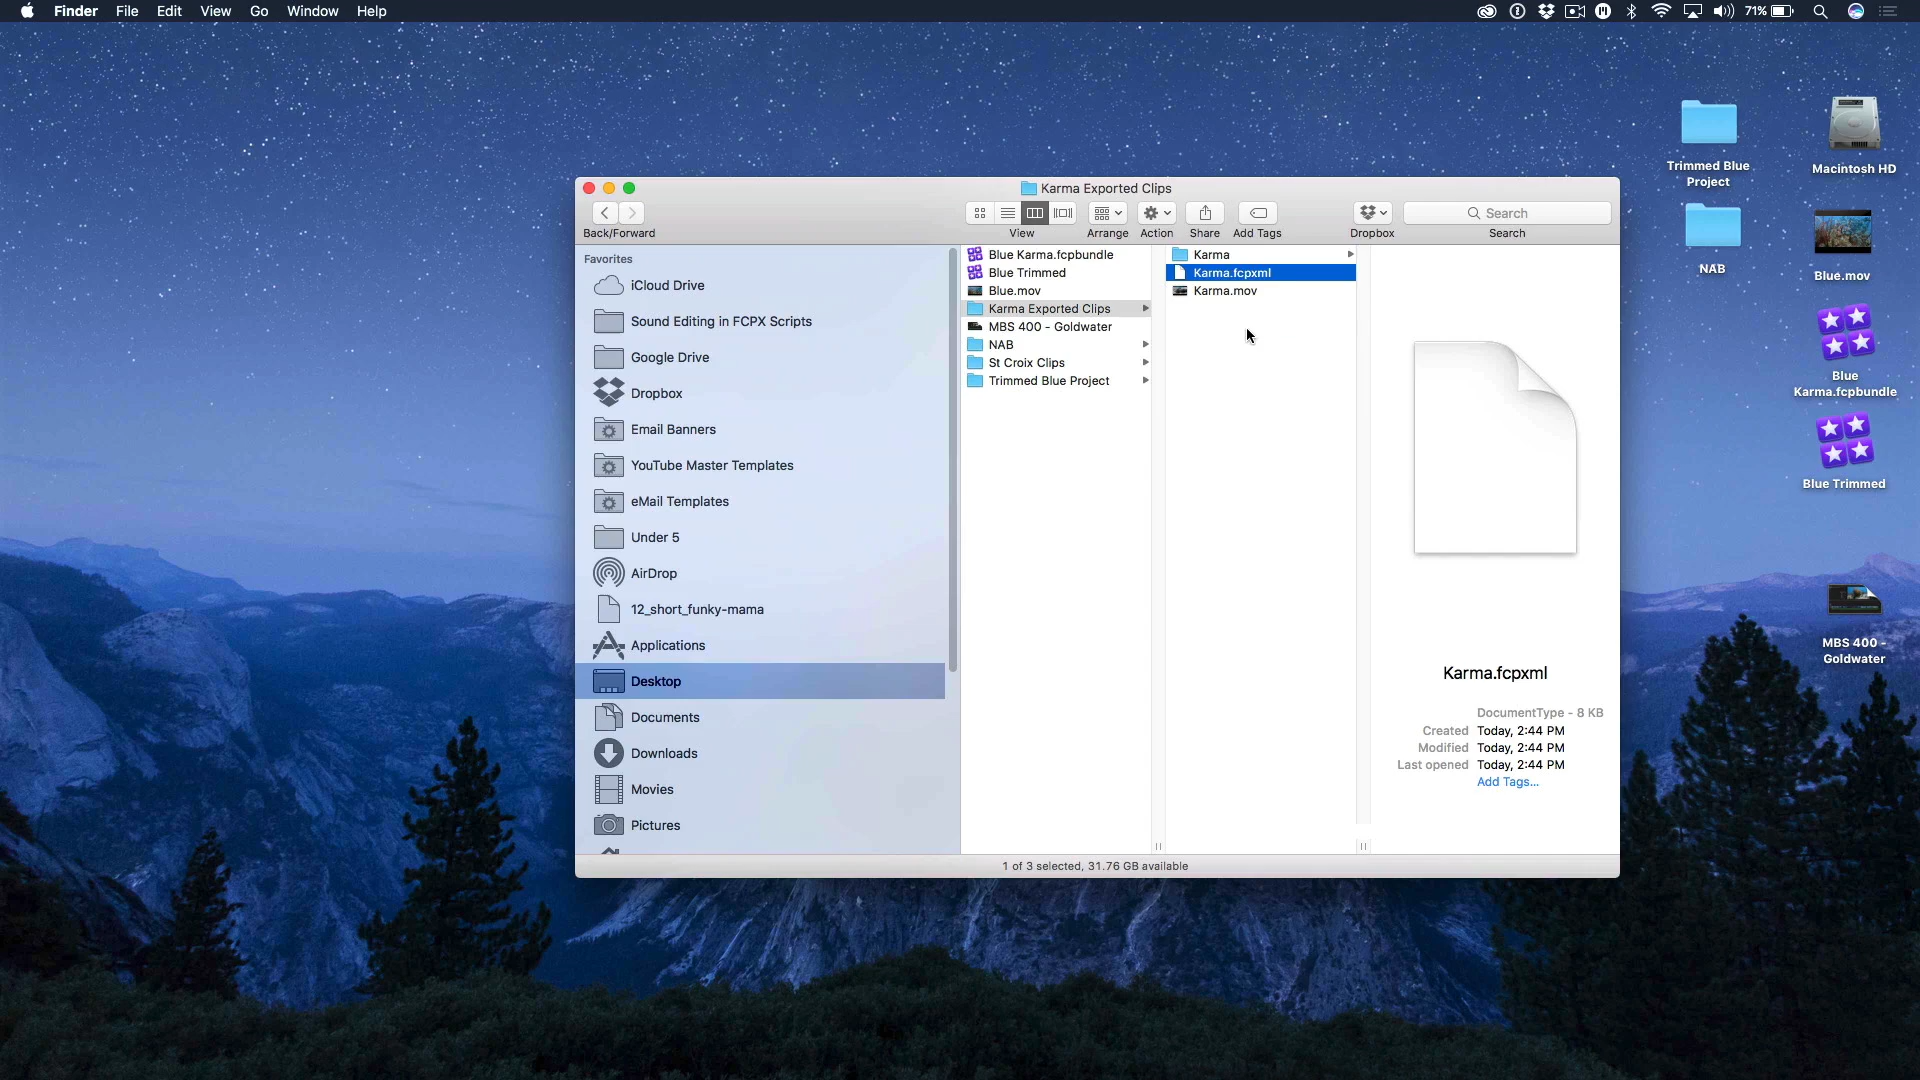 Finder File Edit View Go Window Help
71%
Karma Exported Clips
Search
Back/Forward
View
Arrange
Action
Share
Add Tags
Dropbox
Search
Favorites
iCloud Drive
Sound Editing in FCPX Scripts
Google Drive
Dropbox
Email Banners
YouTube Master Templates
eMail Templates
Under 5
AirDrop
12_short_funky-mama
Applications
Desktop
Documents
Downloads
Movies
Pictures
Blue Karma.fcpbundle
Blue Trimmed
Blue.mov
Karma Exported Clips
MBS 400 - Goldwater
NAB
St Croix Clips
Trimmed Blue Project
Karma
Karma.fcpxml
Karma.mov
Karma.fcpxml
DocumentType - 8 KB
Created Today, 2:44 PM
Modified Today, 2:44 PM
Last opened Today, 2:44 PM
Add Tags...
1 of 3 selected, 31.76 GB available
Trimmed Blue
Project
Macintosh HD
NAB
Blue.mov
Blue
Karma.fcpbundle
Blue Trimmed
MBS 400 -
Goldwater